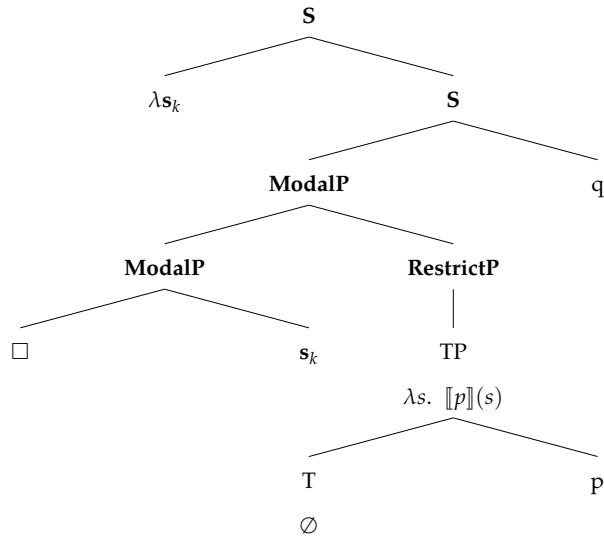 S
λs_k S
ModalP q
ModalP RestrictP
□ s_k TP
λs. ⟦p⟧(s)
T p
∅